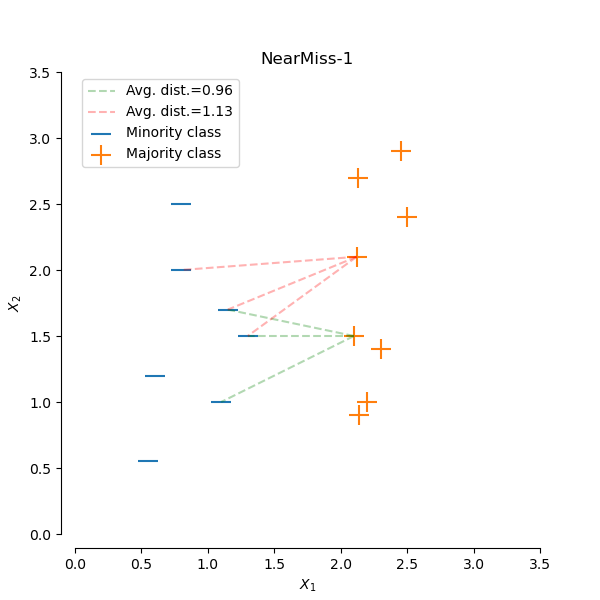 NearMiss-1
3.5
3.0
2.5
2.0
1.5
1.0
0.5
0.0
X2
Avg. dist.=0.96
Avg. dist.=1.13
Minority class
Majority class
0.0 0.5 1.0 1.5 2.0 2.5 3.0 3.5
X1